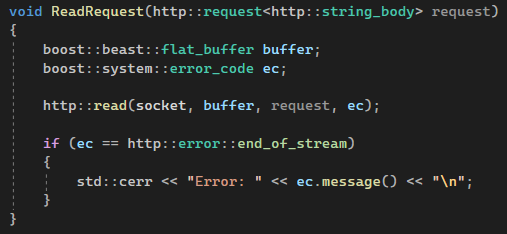 void ReadRequest(http::request<http::string_body> request)
{
    boost::beast::flat_buffer buffer;
    boost::system::error_code ec;

    http::read(socket, buffer, request, ec);

    if (ec == http::error::end_of_stream)
    {
        std::cerr << "Error: " << ec.message() << "\n";
    }
}